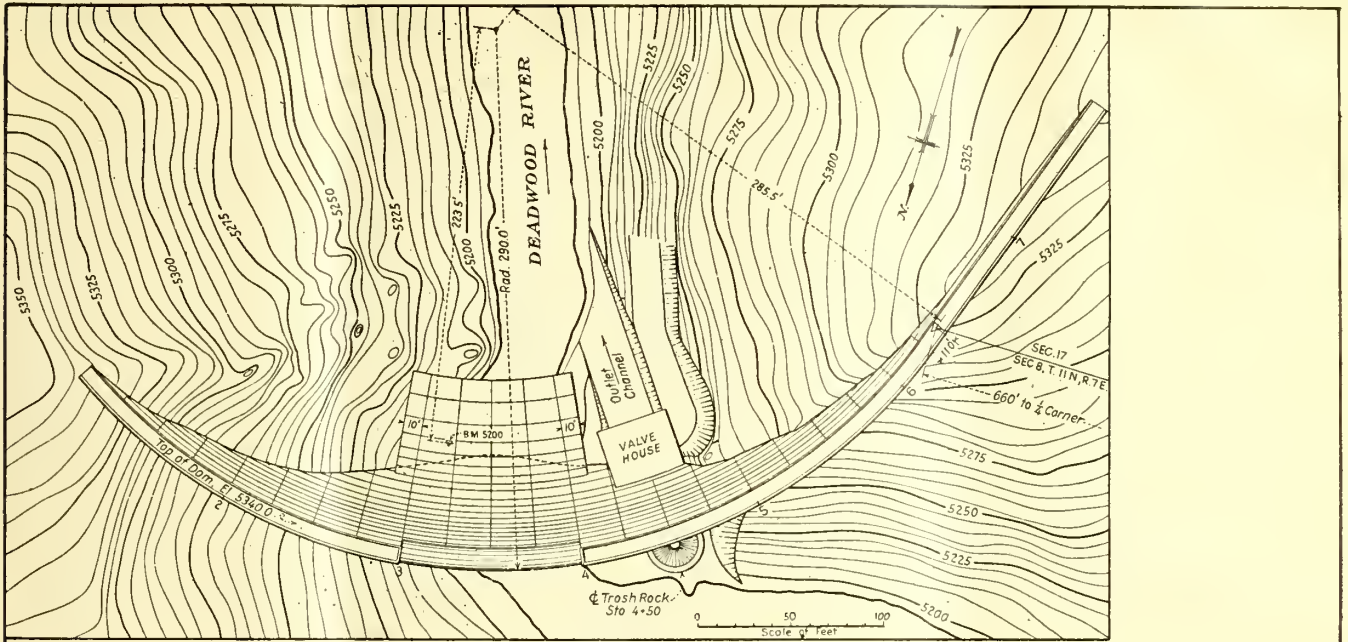 5225
5250
5275
5300
5325
5200
DEADWOOD RIVER
N.
285.5'
Rad. 290.0'
223.5'
5250
5225
5200
5275
5300
5325
5350
7
5325
SEC. 17
SEC 8, T. 11 N, R. 7 E
110'
660' to 1/4 Corner
6
Outlet
Channel
VALVE
HOUSE
10'
BM 5200
10'
5275
5250
5225
5200
Top of Dam, El. 5340.0
2
3
4
5
℄ Trash Rack
Sta 4+50
0 50 100
Scale of Feet